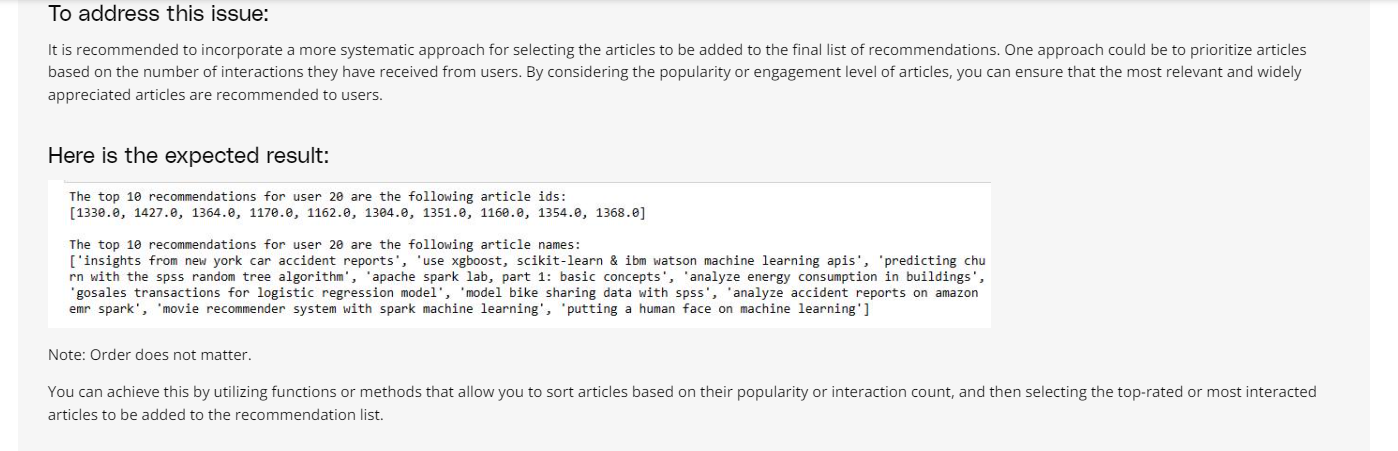 To address this issue:
It is recommended to incorporate a more systematic approach for selecting the articles to be added to the final list of recommendations. One approach could be to prioritize articles
based on the number of interactions they have received from users. By considering the popularity or engagement level of articles, you can ensure that the most relevant and widely
appreciated articles are recommended to users.
Here is the expected result:
The top 10 recommendations for user 20 are the following article ids:
[1330.0, 1427.0, 1364.0, 1170.0, 1162.0, 1304.0, 1351.0, 1160.0, 1354.0, 1368.0]
The top 10 recommendations for user 20 are the following article names:
['insights from new york car accident reports', 'use xgboost, scikit-learn & ibm watson machine learning apis', 'predicting chu
rn with the spss random tree algorithm', 'apache spark lab, part 1: basic concepts', 'analyze energy consumption in buildings',
'gosales transactions for logistic regression model', 'model bike sharing data with spss', 'analyze accident reports on amazon
emr spark', 'movie recommender system with spark machine learning', 'putting a human face on machine learning']
Note: Order does not matter.
You can achieve this by utilizing functions or methods that allow you to sort articles based on their popularity or interaction count, and then selecting the top-rated or most interacted
articles to be added to the recommendation list.